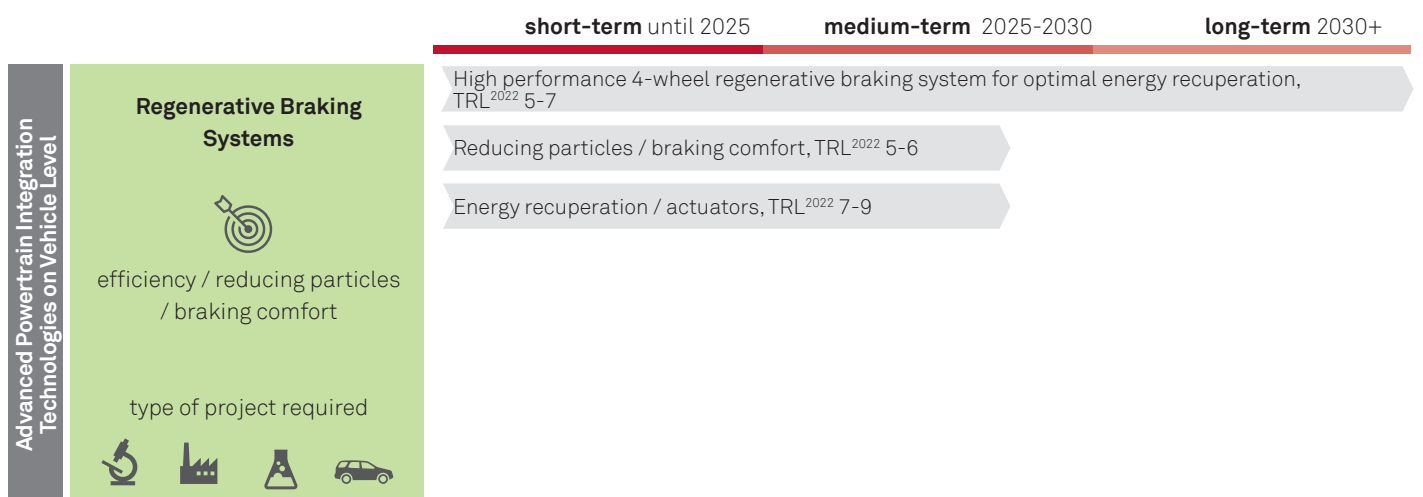 short-term until 2025 medium-term 2025-2030 long-term 2030+
Advanced Powertrain Integration
Technologies on Vehicle Level
Regenerative Braking
Systems
efficiency / reducing particles
/ braking comfort
type of project required
High performance 4-wheel regenerative braking system for optimal energy recuperation,
TRL2022 5-7
Reducing particles / braking comfort, TRL2022 5-6
Energy recuperation / actuators, TRL2022 7-9